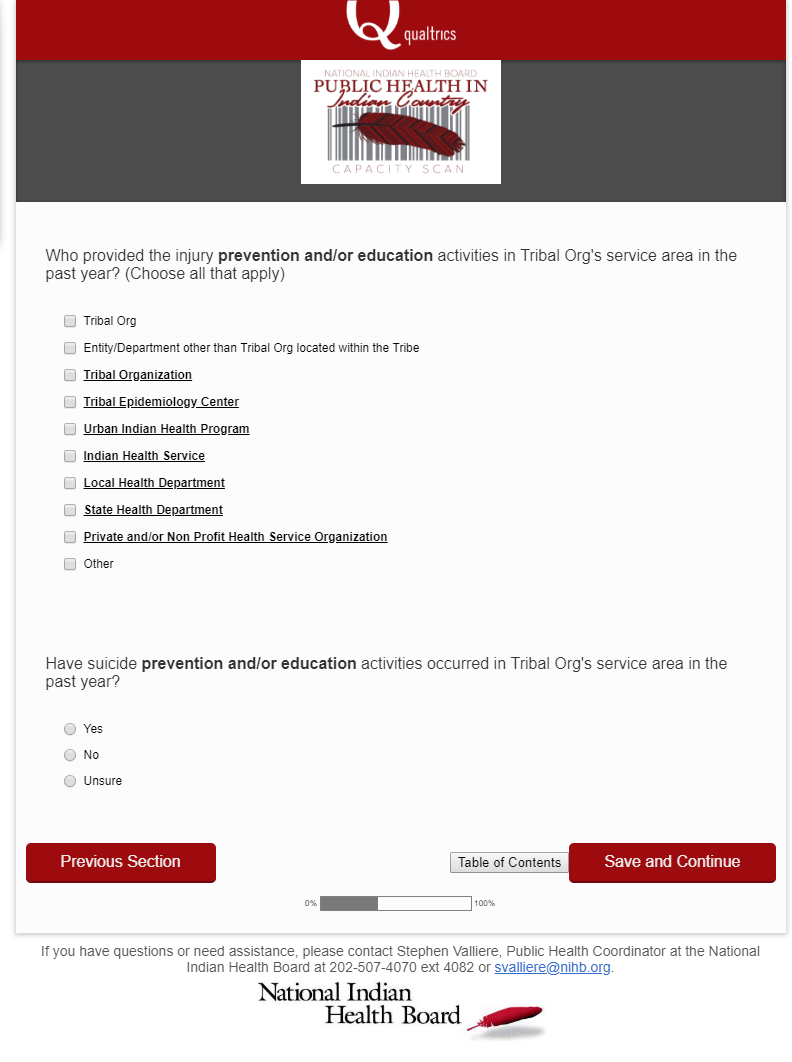 qualtrics
NATIONAL INDIAN HEALTH BOARD
PUBLIC HEALTH IN
Indian Country
CAPACITY SCAN
Who provided the injury prevention and/or education activities in Tribal Org's service area in the
past year? (Choose all that apply)
Tribal Org
Entity/Department other than Tribal Org located within the Tribe
Tribal Organization
Tribal Epidemiology Center
Urban Indian Health Program
Indian Health Service
Local Health Department
State Health Department
Private and/or Non Profit Health Service Organization
Other
Have suicide prevention and/or education activities occurred in Tribal Org's service area in the
past year?
Yes
No
Unsure
Previous Section
Table of Contents
Save and Continue
0% 100%
If you have questions or need assistance, please contact Stephen Valliere, Public Health Coordinator at the National
Indian Health Board at 202-507-4070 ext 4082 or svalliere@nihb.org.
National Indian
Health Board